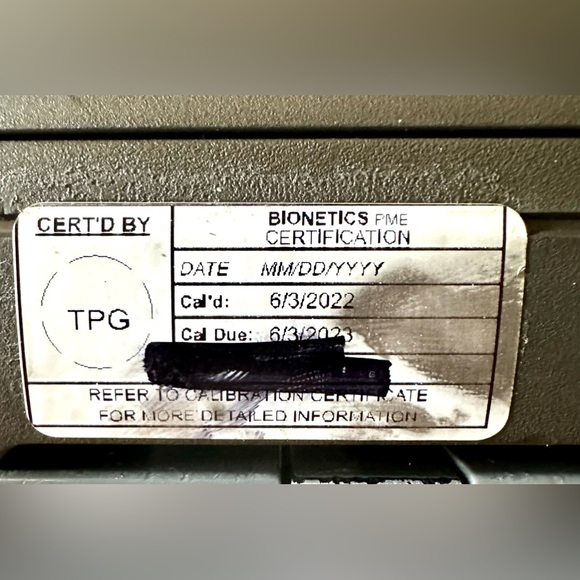 CERT'D BY
TPG
BIONETICS PME
CERTIFICATION
DATE MM/DD/YYYY
Cal'd: 6/3/2022
Cal Due: 6/3/2023
REFER TO CALIBRATION CERTIFICATE
FOR MORE DETAILED INFORMATION